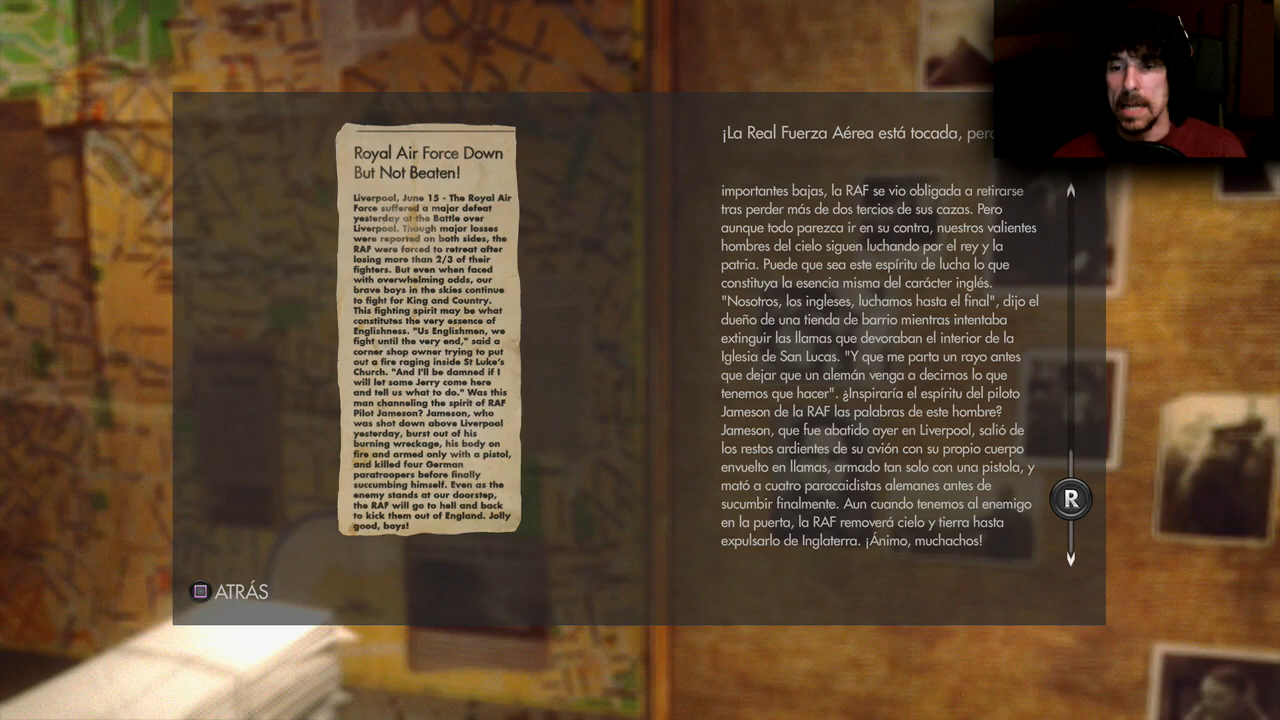 Royal Air Force Down
But Not Beaten!
Liverpool, June 15 - The Royal Air
Force suffered a major defeat
yesterday at the Battle over
Liverpool. Though major losses
were reported on both sides, the
RAF were forced to retreat after
losing more than 2/3 of their
fighters. But even when faced
with overwhelming odds, our
brave boys in the skies continue
to fight for King and Country.
This fighting spirit may be what
constitutes the very essence of
Englishness. "Us Englishmen, we
fight until the very end," said a
corner shop owner trying to put
out a fire raging inside St Luke's
Church. "And I'll be damned if I
will let some Jerry come here
and tell us what to do." Was this
man channeling the spirit of RAF
Pilot Jameson? Jameson, who
was shot down above Liverpool
yesterday, burst out of his
burning wreckage, his body on
fire and armed only with a pistol,
and killed four German
paratroopers before finally
succumbing himself. Even as the
enemy stands at our doorstep,
the RAF will go to hell and back
to kick them out of England. Jolly
good, boys!
¡La Real Fuerza Aérea está tocada, pero
importantes bajas, la RAF se vio obligada a retirarse
tras perder más de dos tercios de sus cazas. Pero
aunque todo parezca ir en su contra, nuestros valientes
hombres del cielo siguen luchando por el rey y la
patria. Puede que sea este espíritu de lucha lo que
constituya la esencia misma del carácter inglés.
"Nosotros, los ingleses, luchamos hasta el final", dijo el
dueño de una tienda de barrio mientras intentaba
extinguir las llamas que devoraban el interior de la
Iglesia de San Lucas. "Y que me parta un rayo antes
que dejar que un alemán venga a decirnos lo que
tenemos que hacer". ¿Inspiraría el espíritu del piloto
Jameson de la RAF las palabras de este hombre?
Jameson, que fue abatido ayer en Liverpool, salió de
los restos ardientes de su avión con su propio cuerpo
envuelto en llamas, armado tan solo con una pistola, y
mató a cuatro paracaidistas alemanes antes de
sucumbir finalmente. Aun cuando tenemos al enemigo
en la puerta, la RAF removerá cielo y tierra hasta
expulsarlo de Inglaterra. ¡Ánimo, muchachos!
R
ATRÁS